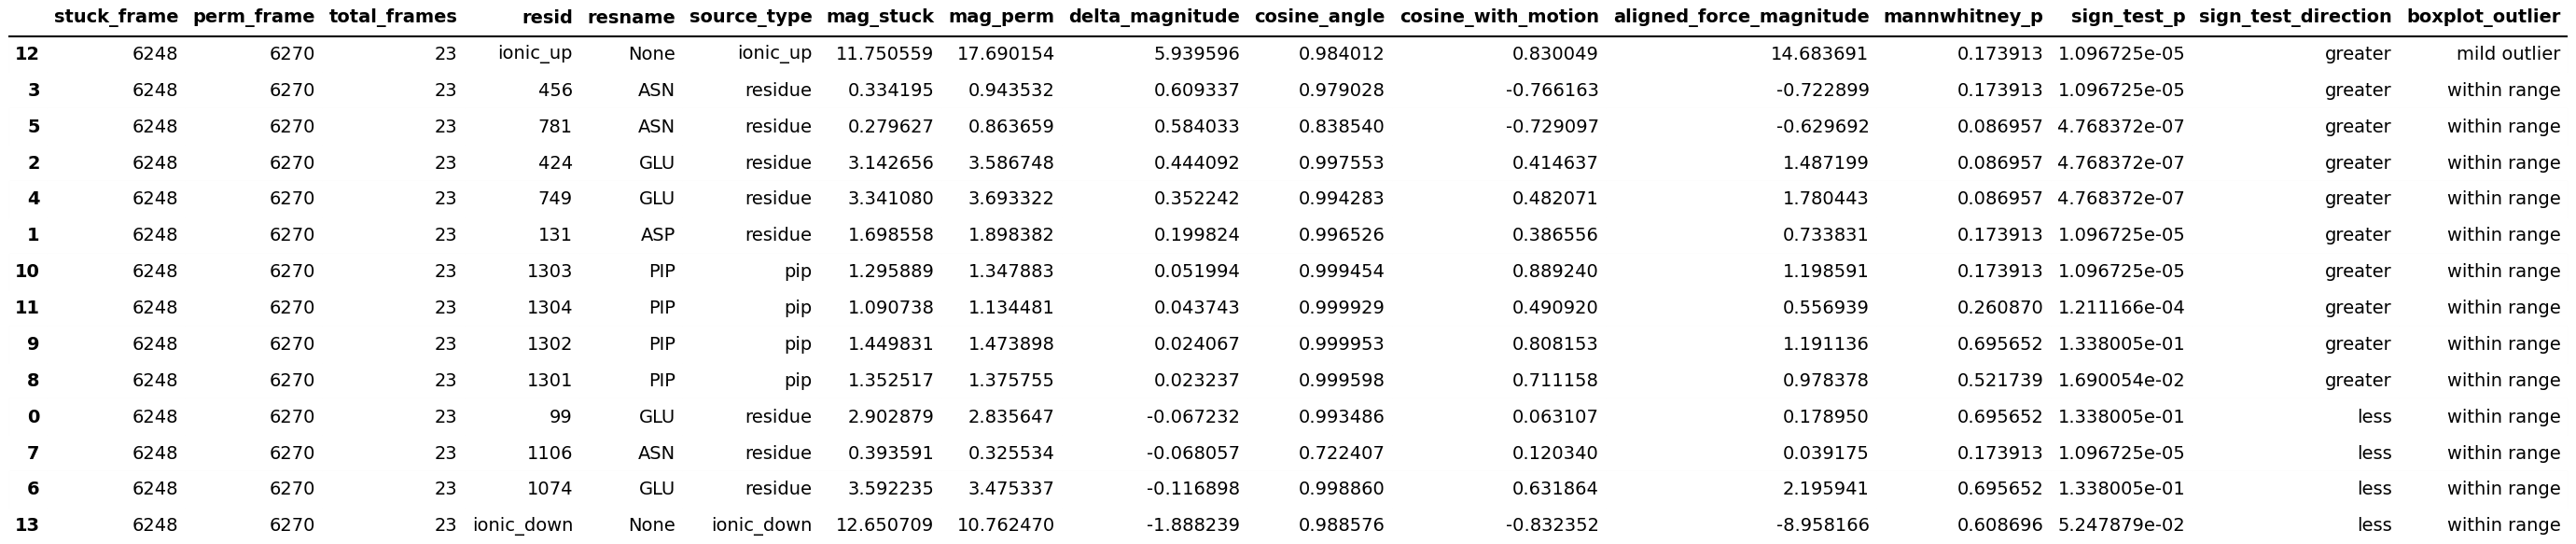 stuck_frame perm_frame total_frames resid resname source_type mag_stuck mag_perm delta_magnitude cosine_angle cosine_with_motion aligned_force_magnitude mannwhitney_p sign_test_p sign_test_direction boxplot_outlier
12 6248 6270 23 ionic_up None ionic_up 11.750559 17.690154 5.939596 0.984012 0.830049 14.683691 0.173913 1.096725e-05 greater mild outlier
3 6248 6270 23 456 ASN residue 0.334195 0.943532 0.609337 0.979028 -0.766163 -0.722899 0.173913 1.096725e-05 greater within range
5 6248 6270 23 781 ASN residue 0.279627 0.863659 0.584033 0.838540 -0.729097 -0.629692 0.086957 4.768372e-07 greater within range
2 6248 6270 23 424 GLU residue 3.142656 3.586748 0.444092 0.997553 0.414637 1.487199 0.086957 4.768372e-07 greater within range
4 6248 6270 23 749 GLU residue 3.341080 3.693322 0.352242 0.994283 0.482071 1.780443 0.086957 4.768372e-07 greater within range
1 6248 6270 23 131 ASP residue 1.698558 1.898382 0.199824 0.996526 0.386556 0.733831 0.173913 1.096725e-05 greater within range
10 6248 6270 23 1303 PIP pip 1.295889 1.347883 0.051994 0.999454 0.889240 1.198591 0.173913 1.096725e-05 greater within range
11 6248 6270 23 1304 PIP pip 1.090738 1.134481 0.043743 0.999929 0.490920 0.556939 0.260870 1.211166e-04 greater within range
9 6248 6270 23 1302 PIP pip 1.449831 1.473898 0.024067 0.999953 0.808153 1.191136 0.695652 1.338005e-01 greater within range
8 6248 6270 23 1301 PIP pip 1.352517 1.375755 0.023237 0.999598 0.711158 0.978378 0.521739 1.690054e-02 greater within range
0 6248 6270 23 99 GLU residue 2.902879 2.835647 -0.067232 0.993486 0.063107 0.178950 0.695652 1.338005e-01 less within range
7 6248 6270 23 1106 ASN residue 0.393591 0.325534 -0.068057 0.722407 0.120340 0.039175 0.173913 1.096725e-05 less within range
6 6248 6270 23 1074 GLU residue 3.592235 3.475337 -0.116898 0.998860 0.631864 2.195941 0.695652 1.338005e-01 less within range
13 6248 6270 23 ionic_down None ionic_down 12.650709 10.762470 -1.888239 0.988576 -0.832352 -8.958166 0.608696 5.247879e-02 less within range